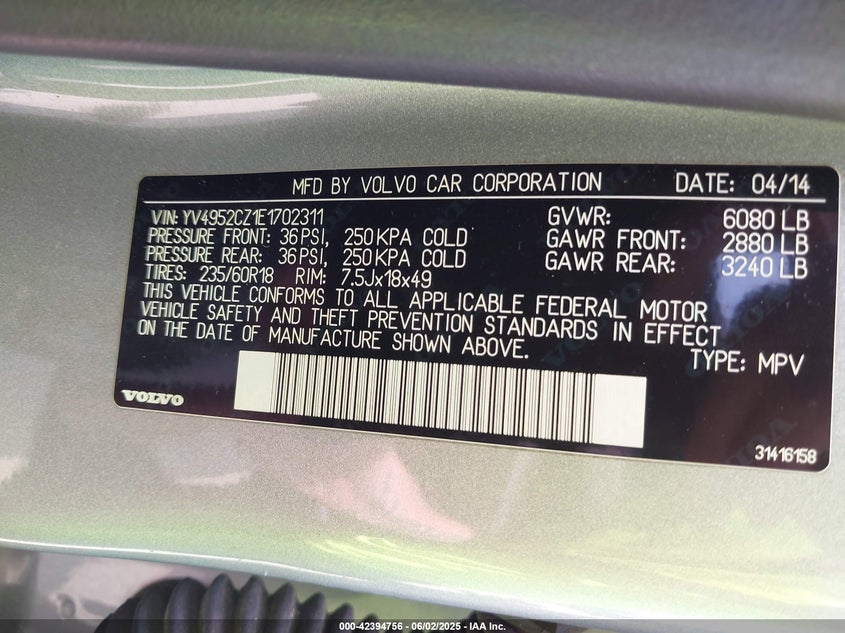 MFD BY VOLVO CAR CORPORATION DATE: 04/14
VIN: YV4952CZ1E1702311 GVWR: 6080 LB
PRESSURE FRONT: 36 PSI, 250 KPA COLD GAWR FRONT: 2880 LB
PRESSURE REAR: 36 PSI, 250 KPA COLD GAWR REAR: 3240 LB
TIRES: 235/60R18 RIM: 7.5Jx18x49
THIS VEHICLE CONFORMS TO ALL APPLICABLE FEDERAL MOTOR
VEHICLE SAFETY AND THEFT PREVENTION STANDARDS IN EFFECT
ON THE DATE OF MANUFACTURE SHOWN ABOVE.
TYPE: MPV
VOLVO
31416158
000-42394756 - 06/02/2025 - IAA Inc.